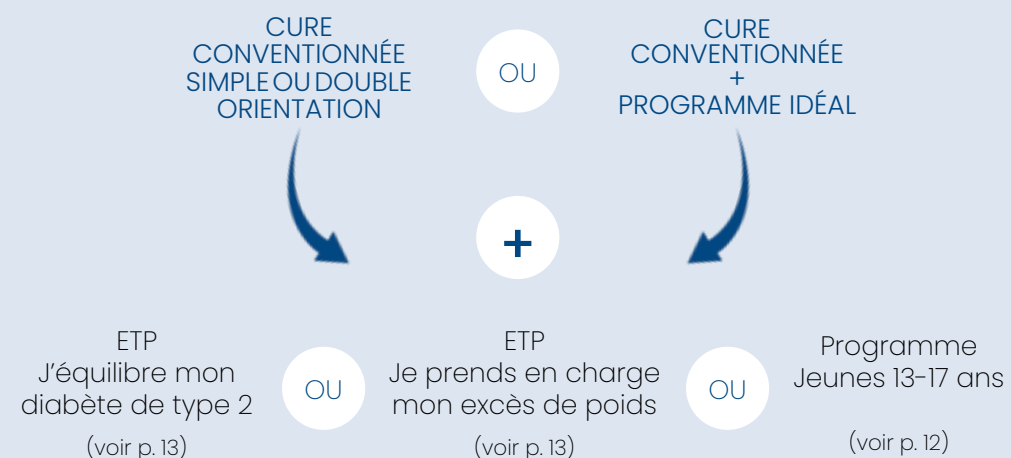 CURE
CONVENTIONNÉE
SIMPLE OU DOUBLE
ORIENTATION
OU
CURE
CONVENTIONNÉE
+
PROGRAMME IDÉAL
+
ETP
J'équilibre mon
diabète de type 2
(voir p. 13)
OU
ETP
Je prends en charge
mon excès de poids
(voir p. 13)
OU
Programme
Jeunes 13-17 ans
(voir p. 12)